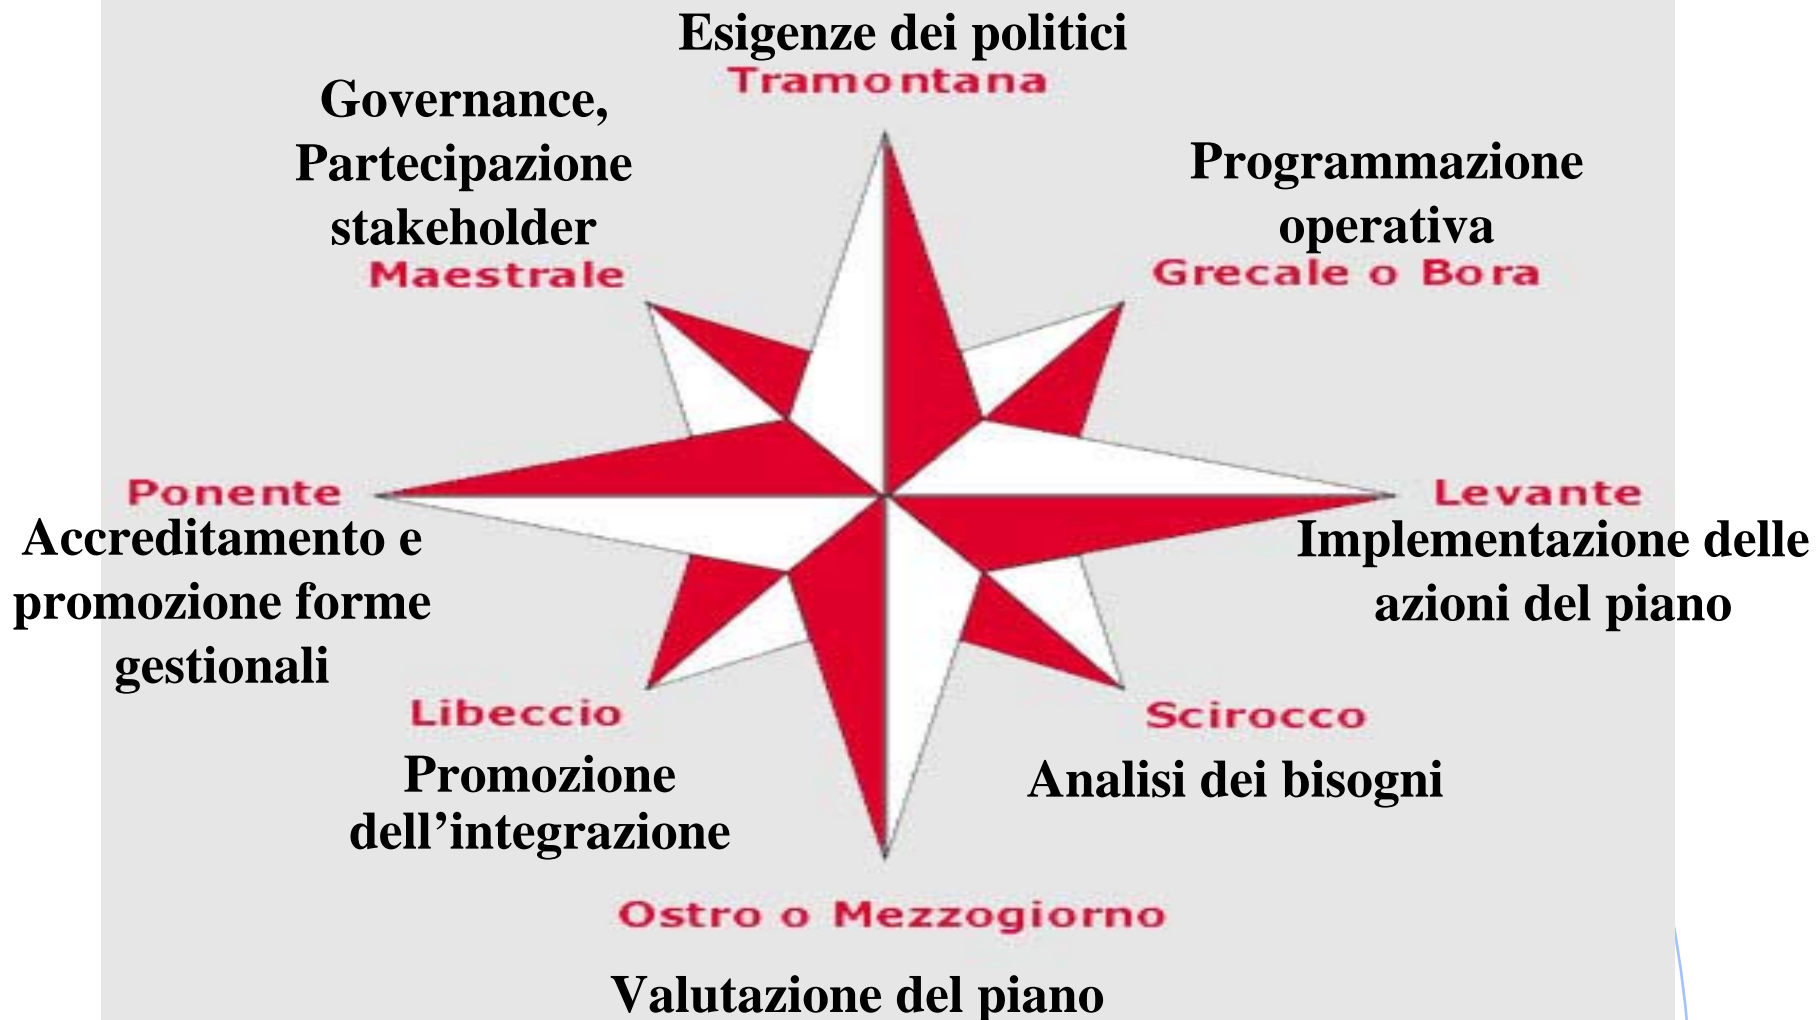 Esigenze dei politici
Tramontana
Governance,
Partecipazione
stakeholder
Maestrale
Programmazione
operativa
Grecale o Bora
Ponente
Accreditamento e
promozione forme
gestionali
Levante
Implementazione delle
azioni del piano
Libeccio
Promozione
dell’integrazione
Scirocco
Analisi dei bisogni
Ostro o Mezzogiorno
Valutazione del piano